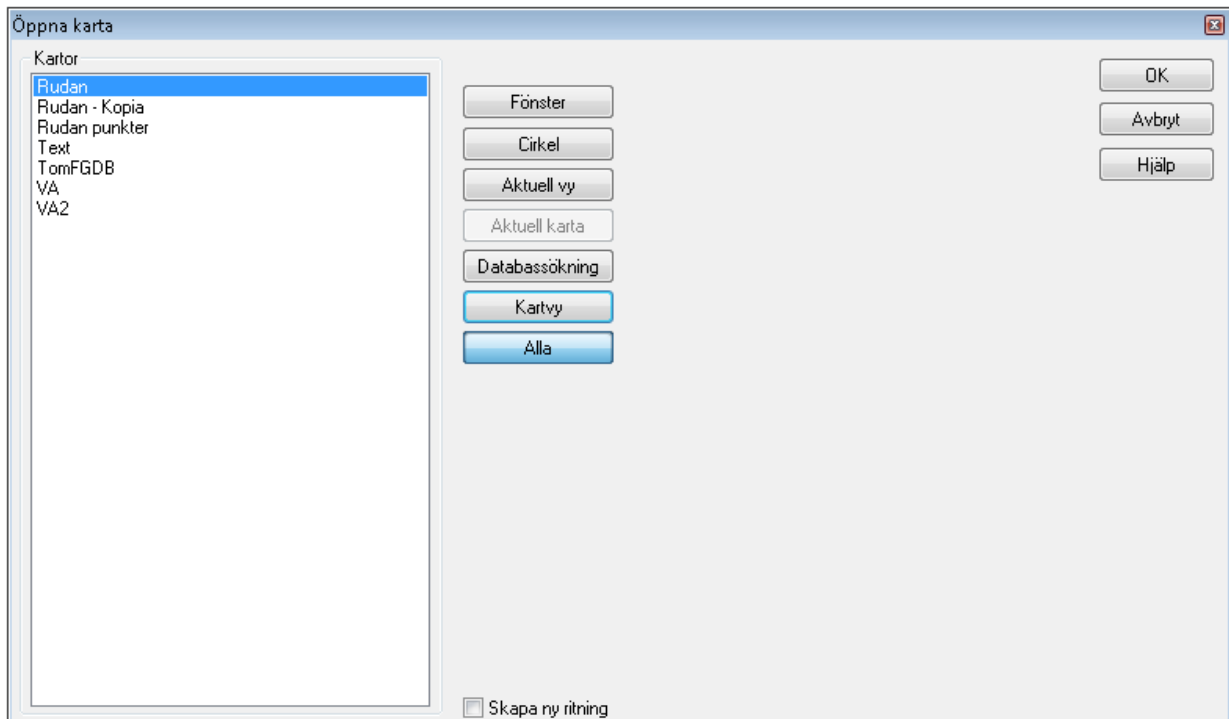 Öppna karta
Kartor
Rudan
Rudan - Kopia
Rudan punkter
Text
TomFGDB
VA
VA2
Fönster
Cirkel
Aktuell vy
Aktuell karta
Databassökning
Kartvy
Alla
Skapa ny ritning
OK
Avbryt
Hjälp